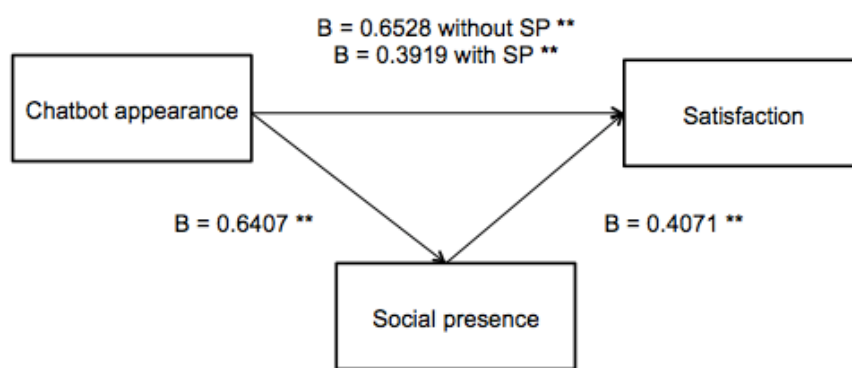 B = 0.6528 without SP **
B = 0.3919 with SP **
Chatbot appearance
Satisfaction
B = 0.6407 **
B = 0.4071 **
Social presence